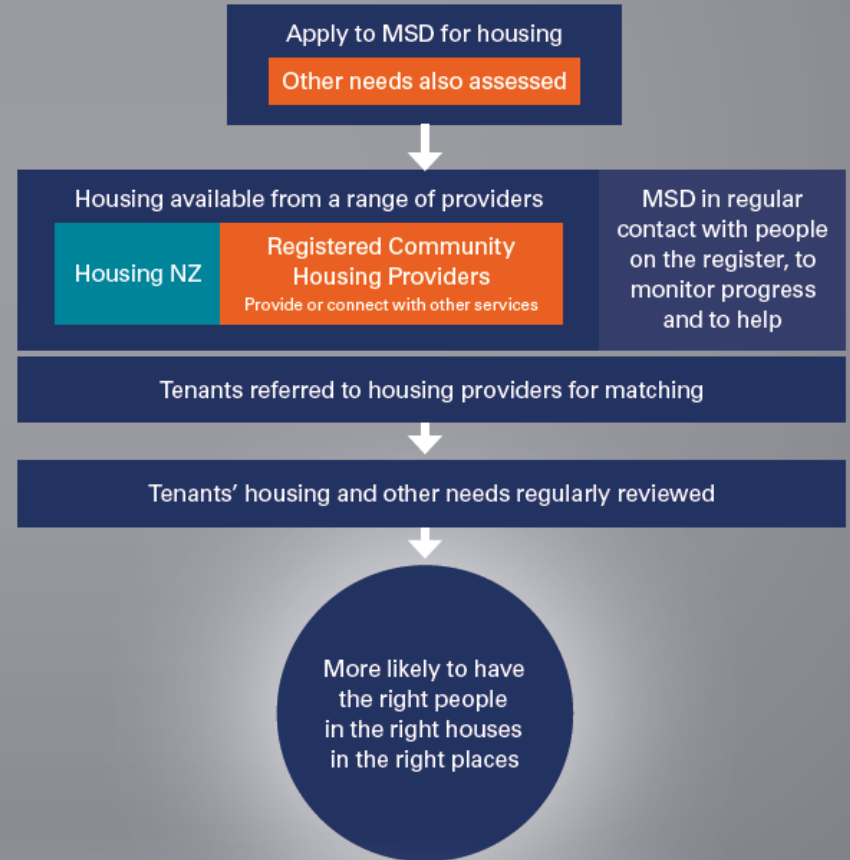 Apply to MSD for housing
Other needs also assessed
Housing available from a range of providers
Housing NZ
Registered Community
Housing Providers
Provide or connect with other services
MSD in regular
contact with people
on the register, to
monitor progress
and to help
Tenants referred to housing providers for matching
Tenants’ housing and other needs regularly reviewed
More likely to have
the right people
in the right houses
in the right places